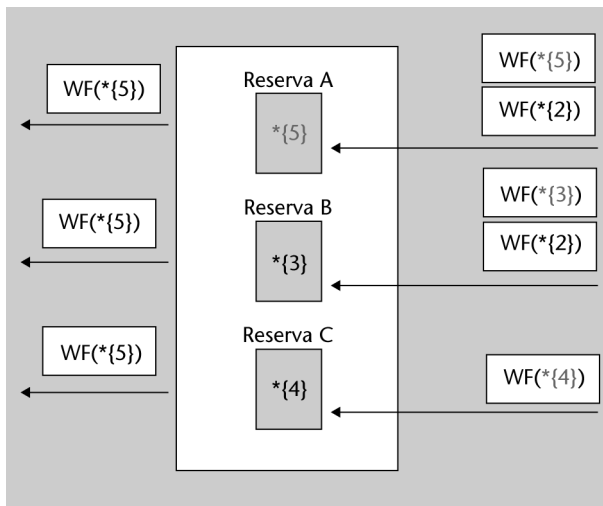 WF(*{5})
WF(*{5})
WF(*{2})
Reserva A
*{5}
WF(*{5})
WF(*{3})
WF(*{2})
Reserva B
*{3}
WF(*{5})
WF(*{4})
Reserva C
*{4}